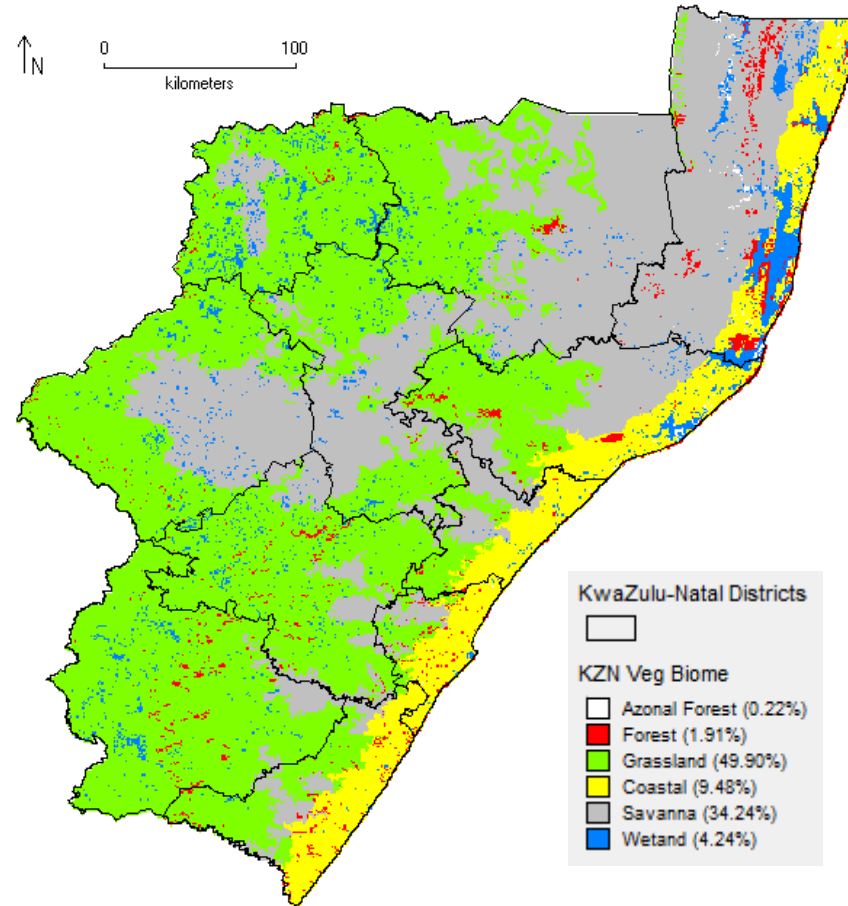 0 100
N
kilometers
KwaZulu-Natal Districts
KZN Veg Biome
Azonal Forest (0.22%)
Forest (1.91%)
Grassland (49.90%)
Coastal (9.48%)
Savanna (34.24%)
Wetand (4.24%)